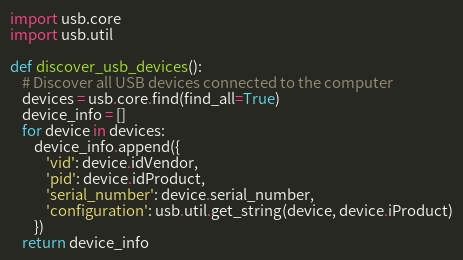 import usb.core
import usb.util

def discover_usb_devices():
    # Discover all USB devices connected to the computer
    devices = usb.core.find(find_all=True)
    device_info = []
    for device in devices:
        device_info.append({
            'vid': device.idVendor,
            'pid': device.idProduct,
            'serial_number': device.serial_number,
            'configuration': usb.util.get_string(device, device.iProduct)
        })
    return device_info